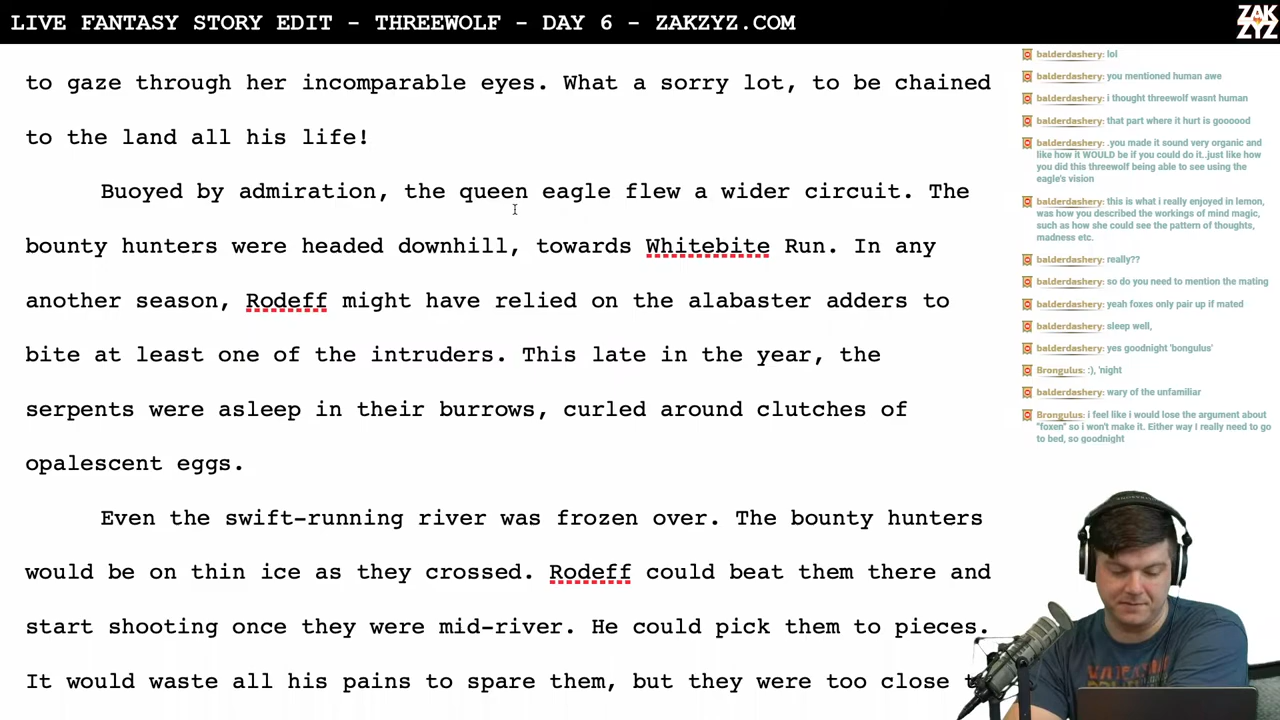 LIVE FANTASY STORY EDIT - THREEWOLF - DAY 6 - ZAKZYZ.COM
ZAK
ZYZ
to gaze through her incomparable eyes. What a sorry lot, to be chained
to the land all his life!
Buoyed by admiration, the queen eagle flew a wider circuit. The
bounty hunters were headed downhill, towards Whitebite Run. In any
another season, Rodeff might have relied on the alabaster adders to
bite at least one of the intruders. This late in the year, the
serpents were asleep in their burrows, curled around clutches of
opalescent eggs.
Even the swift-running river was frozen over. The bounty hunters
would be on thin ice as they crossed. Rodeff could beat them there and
start shooting once they were mid-river. He could pick them to pieces.
It would waste all his pains to spare them, but they were too close
balderdashery: lol
balderdashery: you mentioned human awe
balderdashery: i thought threewolf wasnt human
balderdashery: that part where it hurt is goooood
balderdashery: .you made it sound very organic and
like how it WOULD be if you could do it..just like how
you did this threewolf being able to see using the
eagle's vision
balderdashery: this is what i really enjoyed in lemon,
was how you described the workings of mind magic,
such as how she could see the pattern of thoughts,
madness etc.
balderdashery: really??
balderdashery: so do you need to mention the mating
balderdashery: yeah foxes only pair up if mated
balderdashery: sleep well,
balderdashery: yes goodnight 'bongulus'
Brongulus: :), 'night
balderdashery: wary of the unfamiliar
Brongulus: i feel like i would lose the argument about
"foxen" so i won't make it. Either way I really need to go
to bed, so goodnight